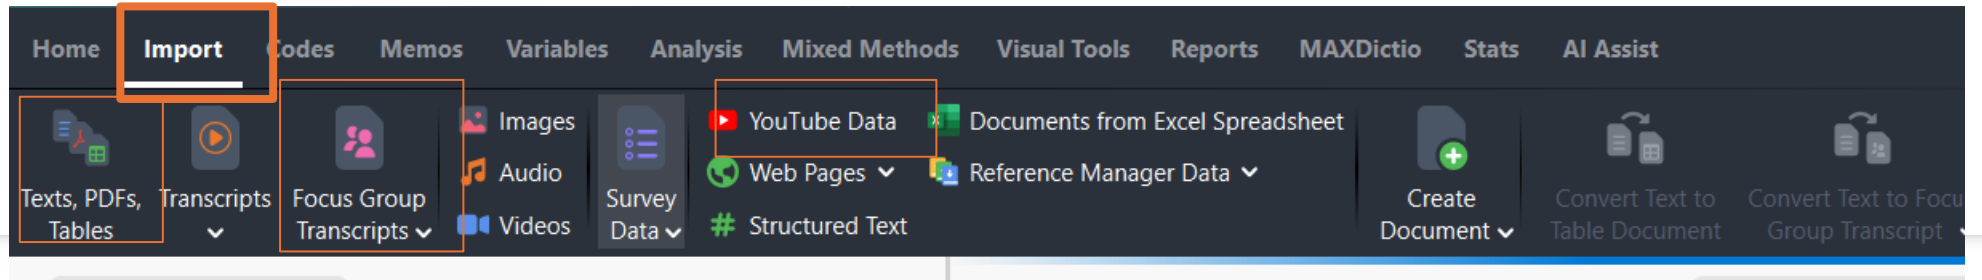 Home Import Codes Memos Variables Analysis Mixed Methods Visual Tools Reports MAXDictio Stats AI Assist
Texts, PDFs,
Tables
Transcripts
Focus Group
Transcripts
Images
Audio
Videos
Survey
Data
YouTube Data
Web Pages
Structured Text
Documents from Excel Spreadsheet
Reference Manager Data
Create
Document
Convert Text to
Table Document
Convert Text to Focu
Group Transcript